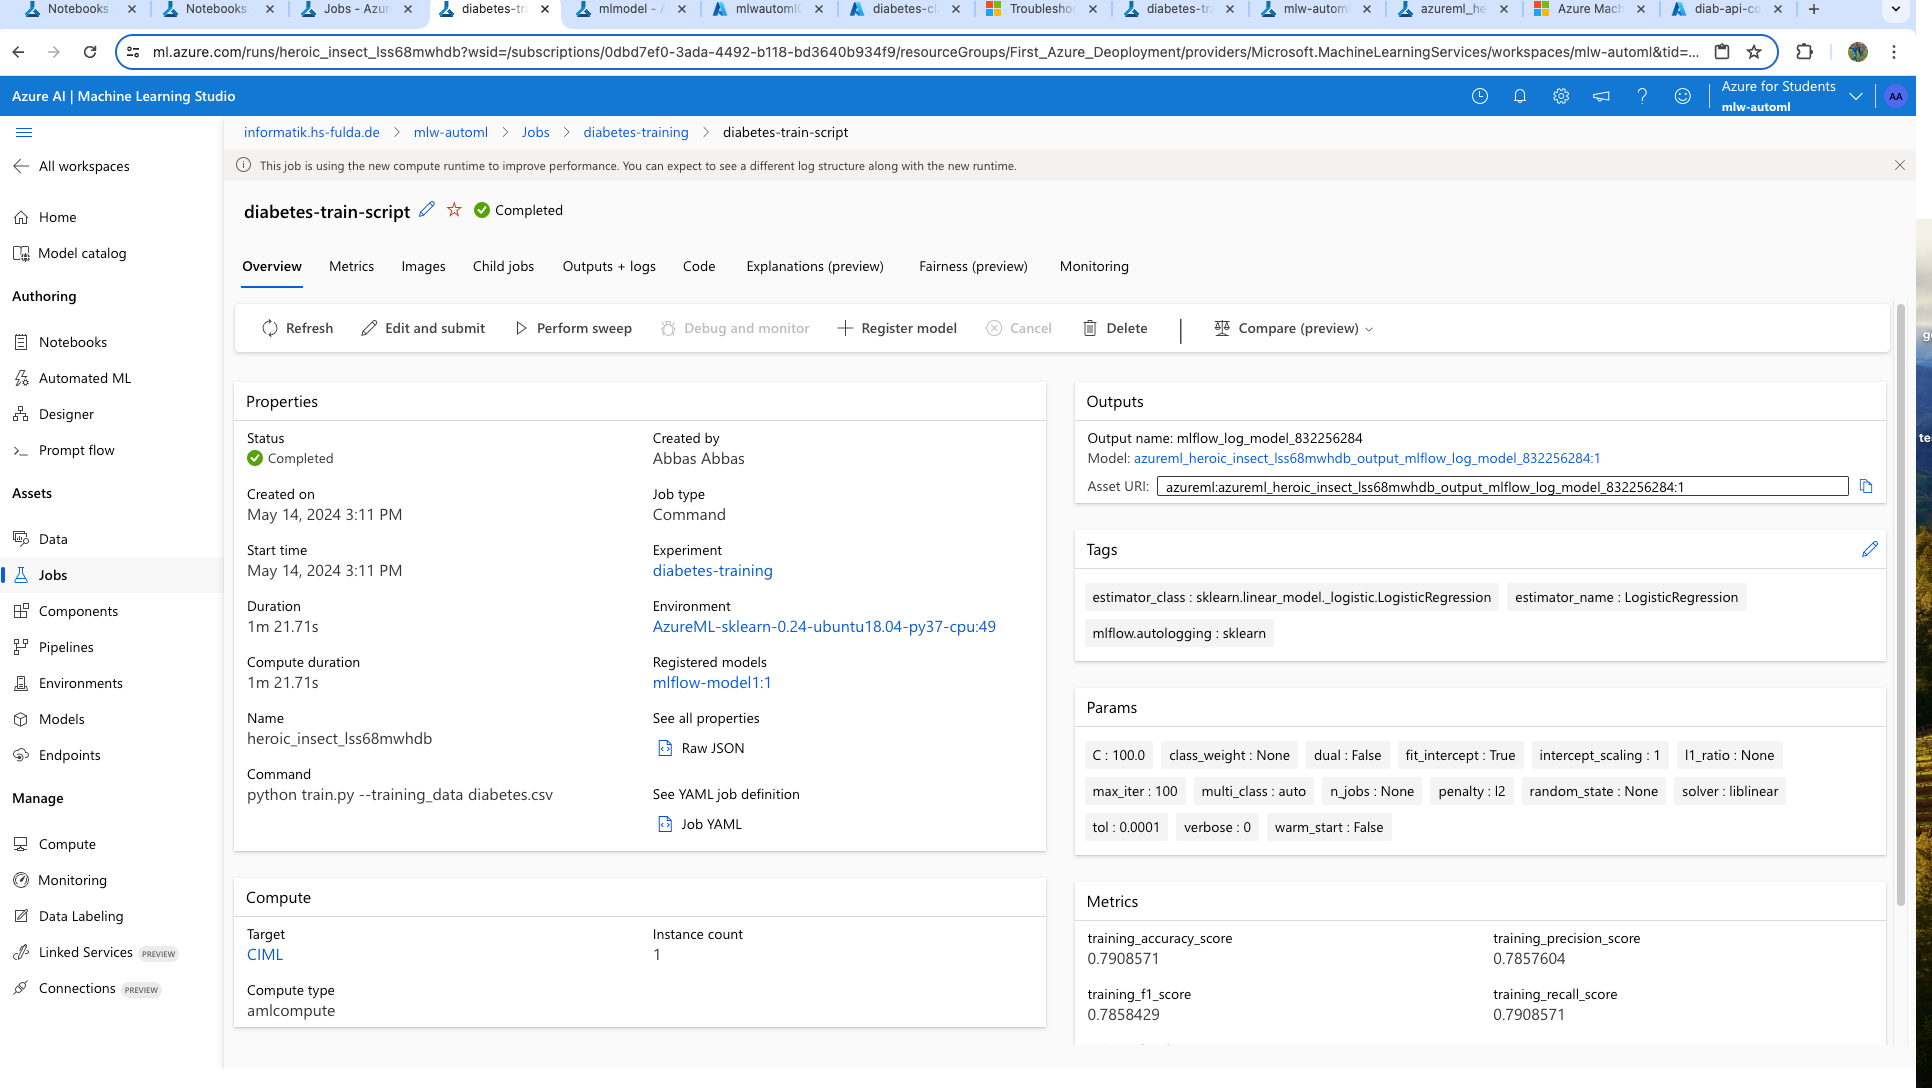 Notebooks
Notebooks
Jobs - Azur
diabetes-tra
mlmodel - A
mlwautoml
diabetes-cl
Troublesho
diabetes-tra
mlw-automl
azureml_he
Azure Mach
diab-api-co
ml.azure.com/runs/heroic_insect_lss68mwhdb?wsid=/subscriptions/0dbd7ef0-3ada-4492-b118-bd3640b934f9/resourceGroups/First_Azure_Deoployment/providers/Microsoft.MachineLearningServices/workspaces/mlw-automl&tid=...
Azure AI | Machine Learning Studio
Azure for Students
mlw-automl
AA
informatik.hs-fulda.de > mlw-automl > Jobs > diabetes-training > diabetes-train-script
All workspaces
This job is using the new compute runtime to improve performance. You can expect to see a different log structure along with the new runtime.
Home
Model catalog
Authoring
Notebooks
Automated ML
Designer
Prompt flow
Assets
Data
Jobs
Components
Pipelines
Environments
Models
Endpoints
Manage
Compute
Monitoring
Data Labeling
Linked Services PREVIEW
Connections PREVIEW
diabetes-train-script Completed
Overview Metrics Images Child jobs Outputs + logs Code Explanations (preview) Fairness (preview) Monitoring
Refresh Edit and submit Perform sweep Debug and monitor Register model Cancel Delete Compare (preview)
Properties
Status
Completed
Created on
May 14, 2024 3:11 PM
Start time
May 14, 2024 3:11 PM
Duration
1m 21.71s
Compute duration
1m 21.71s
Name
heroic_insect_lss68mwhdb
Command
python train.py --training_data diabetes.csv
Created by
Abbas Abbas
Job type
Command
Experiment
diabetes-training
Environment
AzureML-sklearn-0.24-ubuntu18.04-py37-cpu:49
Registered models
mlflow-model1:1
See all properties
Raw JSON
See YAML job definition
Job YAML
Compute
Target
CIML
Compute type
amlcompute
Instance count
1
Outputs
Output name: mlflow_log_model_832256284
Model: azureml_heroic_insect_lss68mwhdb_output_mlflow_log_model_832256284:1
Asset URI: azureml:azureml_heroic_insect_lss68mwhdb_output_mlflow_log_model_832256284:1
Tags
estimator_class : sklearn.linear_model._logistic.LogisticRegression estimator_name : LogisticRegression
mlflow.autologging : sklearn
Params
C : 100.0 class_weight : None dual : False fit_intercept : True intercept_scaling : 1 l1_ratio : None
max_iter : 100 multi_class : auto n_jobs : None penalty : l2 random_state : None solver : liblinear
tol : 0.0001 verbose : 0 warm_start : False
Metrics
training_accuracy_score
0.7908571
training_precision_score
0.7857604
training_f1_score
0.7858429
training_recall_score
0.7908571
g
te